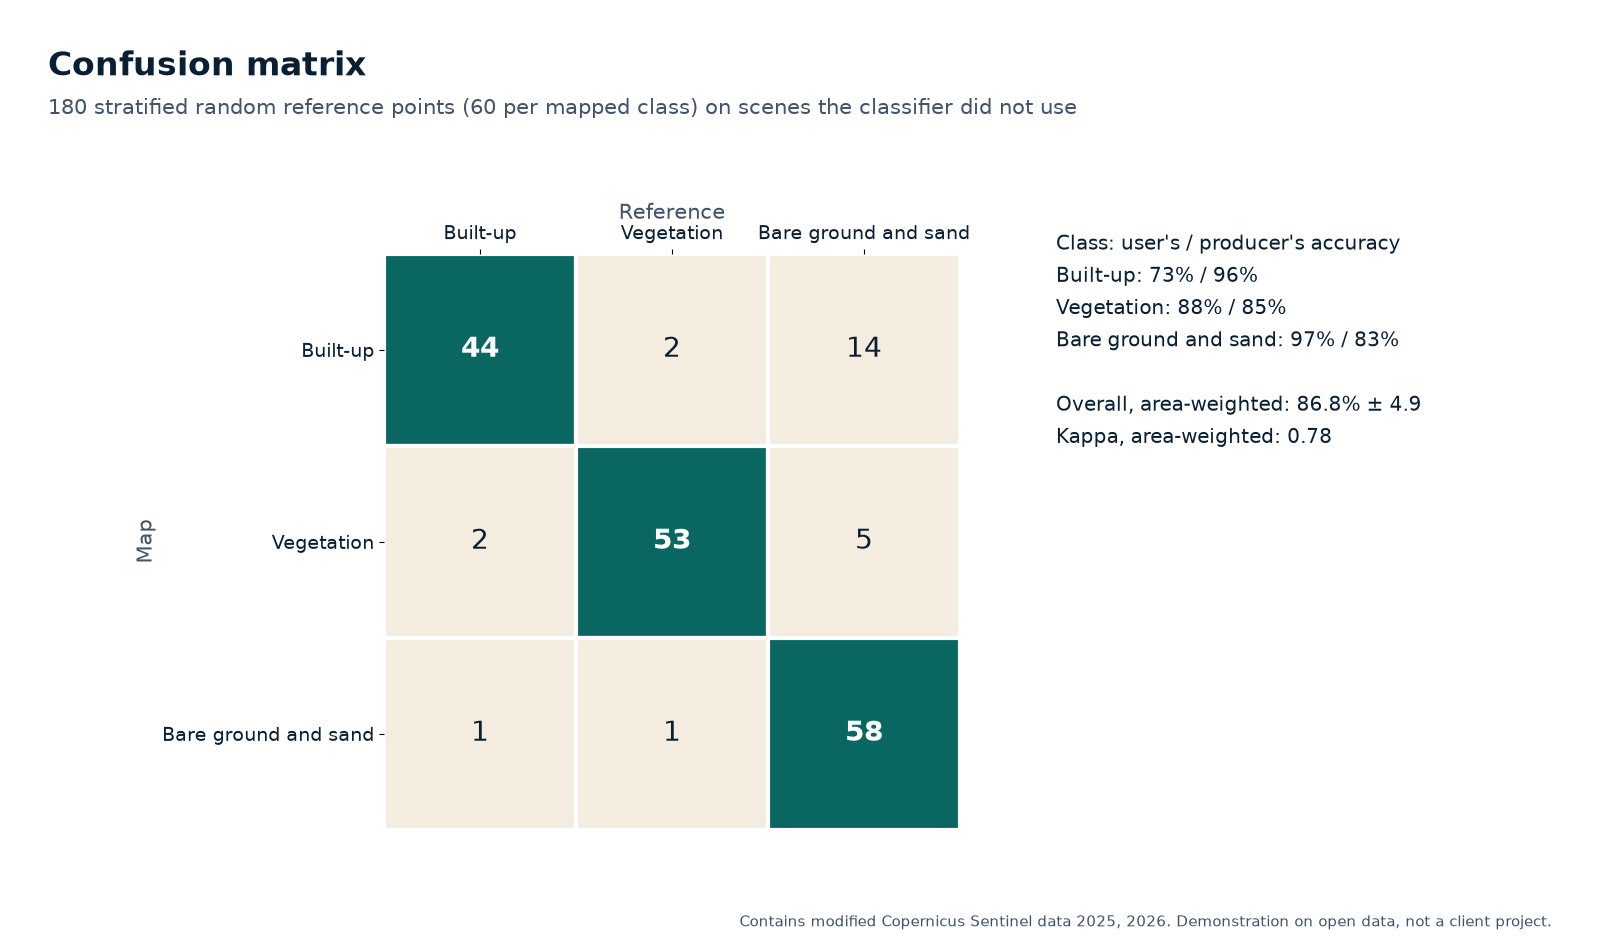 Confusion matrix
180 stratified random reference points (60 per mapped class) on scenes the classifier did not use
Reference
Built-up Vegetation Bare ground and sand
Built-up 44 2 14
Vegetation 2 53 5
Bare ground and sand 1 1 58
Map
Class: user's / producer's accuracy
Built-up: 73% / 96%
Vegetation: 88% / 85%
Bare ground and sand: 97% / 83%
Overall, area-weighted: 86.8% ± 4.9
Kappa, area-weighted: 0.78
Contains modified Copernicus Sentinel data 2025, 2026. Demonstration on open data, not a client project.